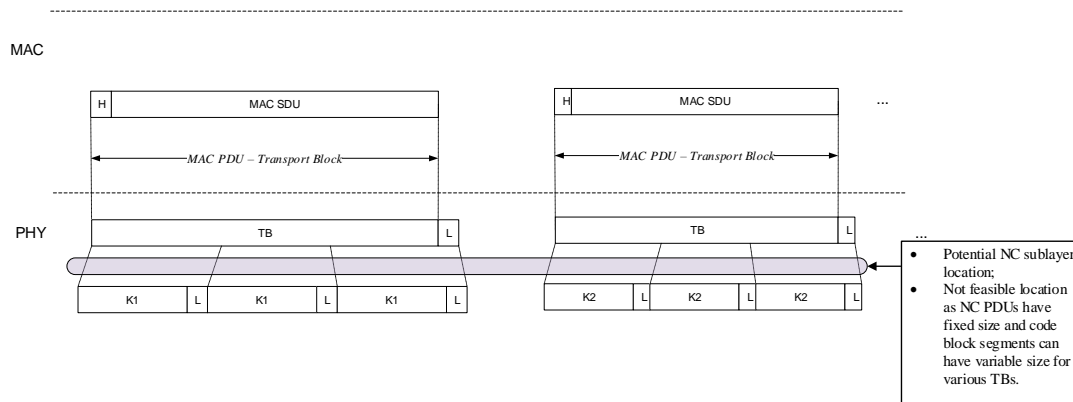 MAC
H MAC SDU
H MAC SDU
...
MAC PDU – Transport Block
MAC PDU – Transport Block
PHY
TB L
TB L
...
K1 L K1 L K1 L
K2 L K2 L K2 L
• Potential NC sublayer
location;
• Not feasible location
as NC PDUs have
fixed size and code
block segments can
have variable size for
various TBs.